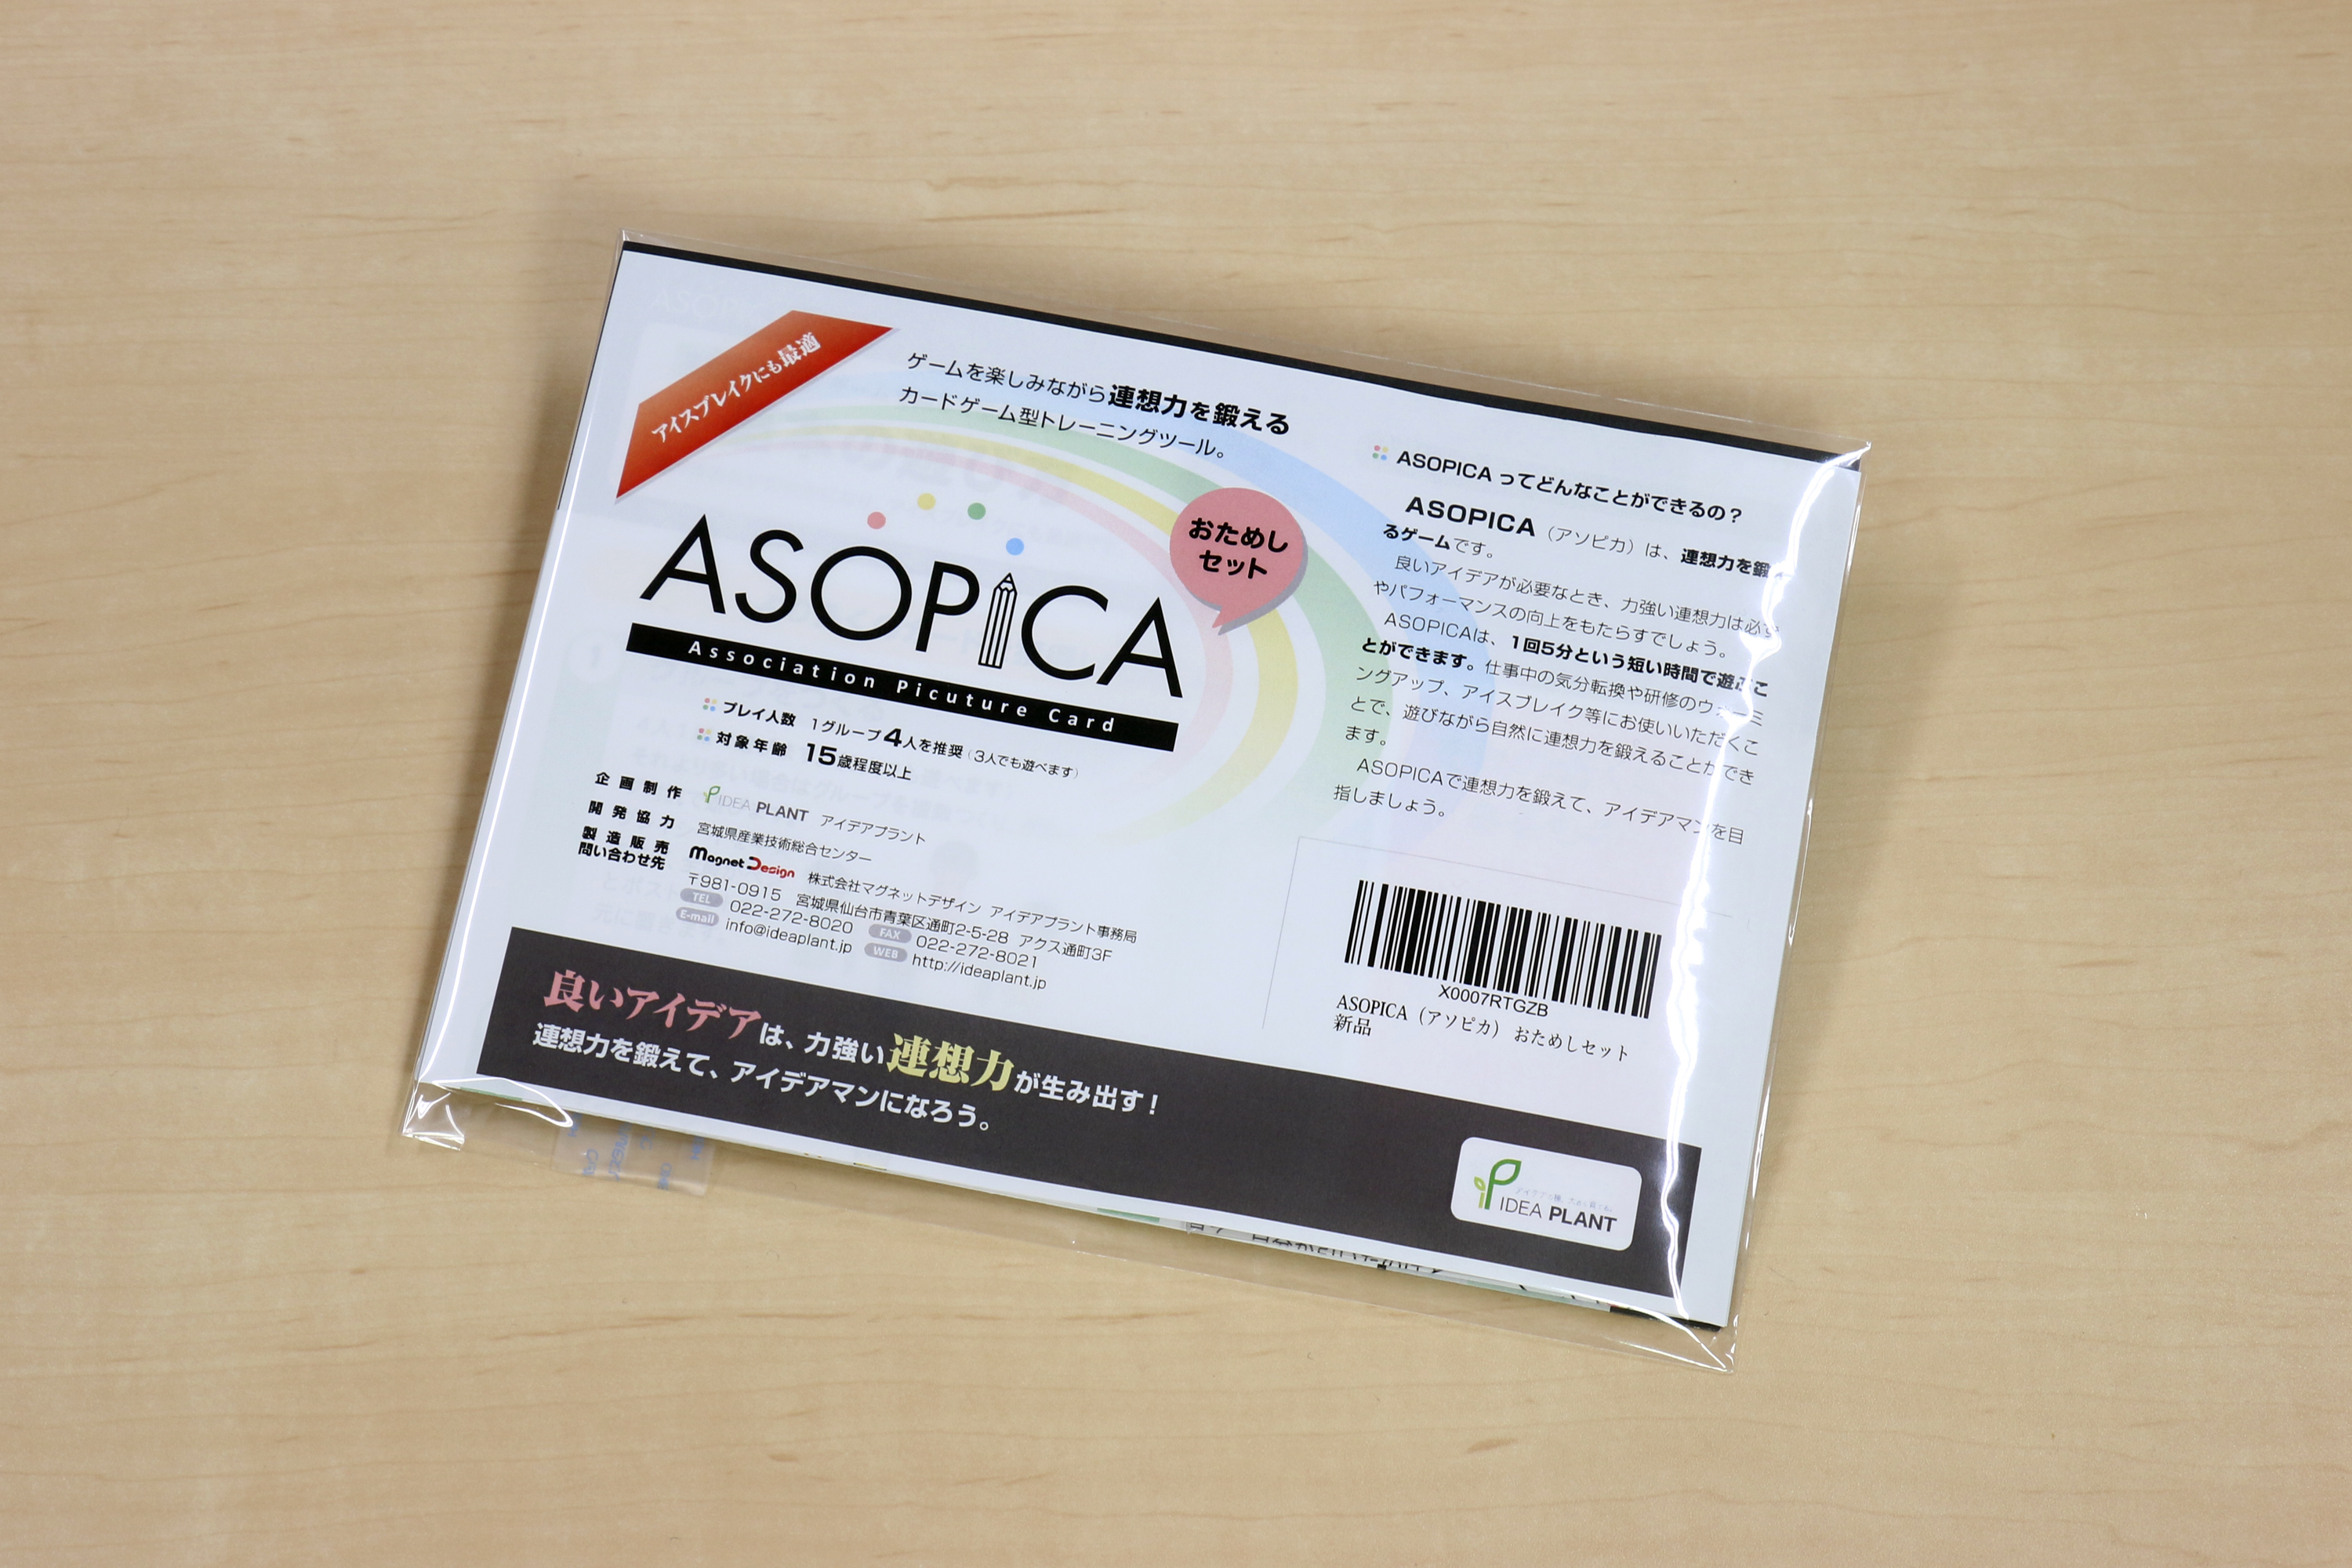 アイスブレイクにも最適
ゲームを楽しみながら連想力を鍛える
カードゲーム型トレーニングツール。
おためし
セット
ASOPICA
Association Picuture Card
プレイ人数 1グループ4人を推奨(3人でも遊べます)
対象年齢 15歳程度以上
企画制作 IDEA PLANT アイデアプラント
開発協力 宮城県産業技術総合センター
製造販売 Magnet Design 株式会社マグネットデザイン アイデアプラント事務局
問い合わせ先 〒981-0915 宮城県仙台市青葉区通町2-5-28 アクス通町3F
TEL 022-272-8020 FAX 022-272-8021
E-mail info@ideaplant.jp WEB http://ideaplant.jp
ASOPICA ってどんなことができるの？
ASOPICA(アソピカ)は、連想力を鍛え
るゲームです。
良いアイデアが必要なとき、力強い連想力は必ず
やパフォーマンスの向上をもたらすでしょう。
ASOPICAは、1回5分という短い時間で遊ぶこ
とができます。仕事中の気分転換や研修のウォーミ
ングアップ、アイスブレイク等にお使いいただくこ
とで、遊びながら自然に連想力を鍛えることができ
ます。
ASOPICAで連想力を鍛えて、アイデアマンを目
指しましょう。
X0007RTGZB
ASOPICA（アソピカ） おためしセット
新品
良いアイデアは、力強い連想力が生み出す！
連想力を鍛えて、アイデアマンになろう。
IDEA PLANT